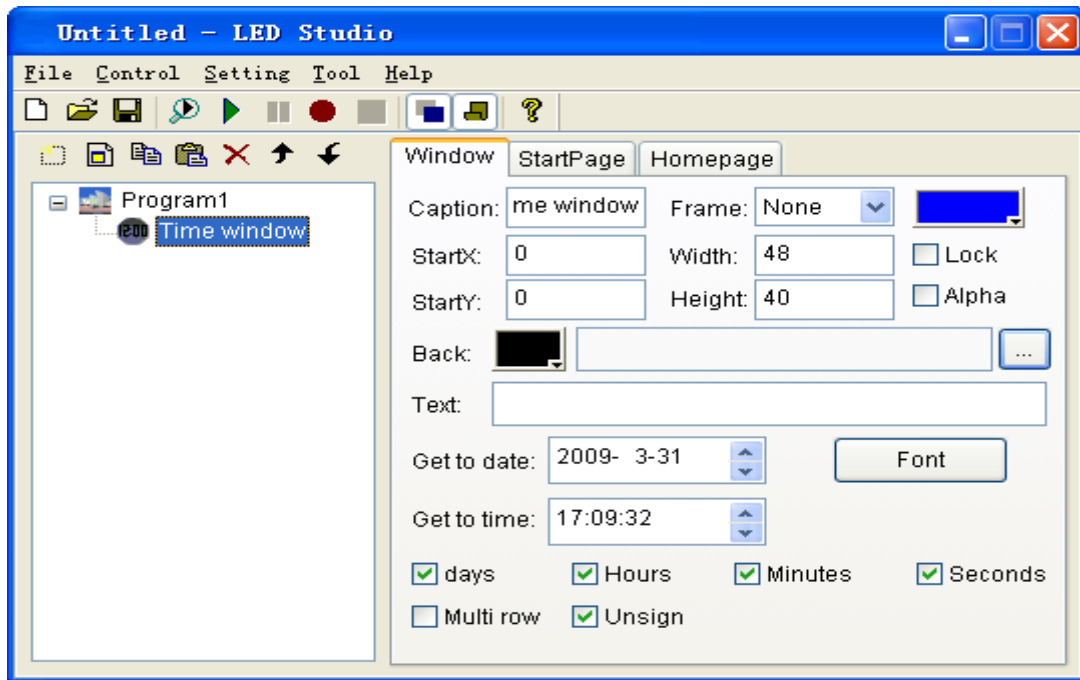 Untitled - LED Studio
File Control Setting Tool Help
Window StartPage Homepage
Program1
Time window
Caption: me window Frame: None
StartX: 0 Width: 48 Lock
StartY: 0 Height: 40 Alpha
Back: ...
Text:
Get to date: 2009- 3-31 Font
Get to time: 17:09:32
days Hours Minutes Seconds
Multi row Unsign